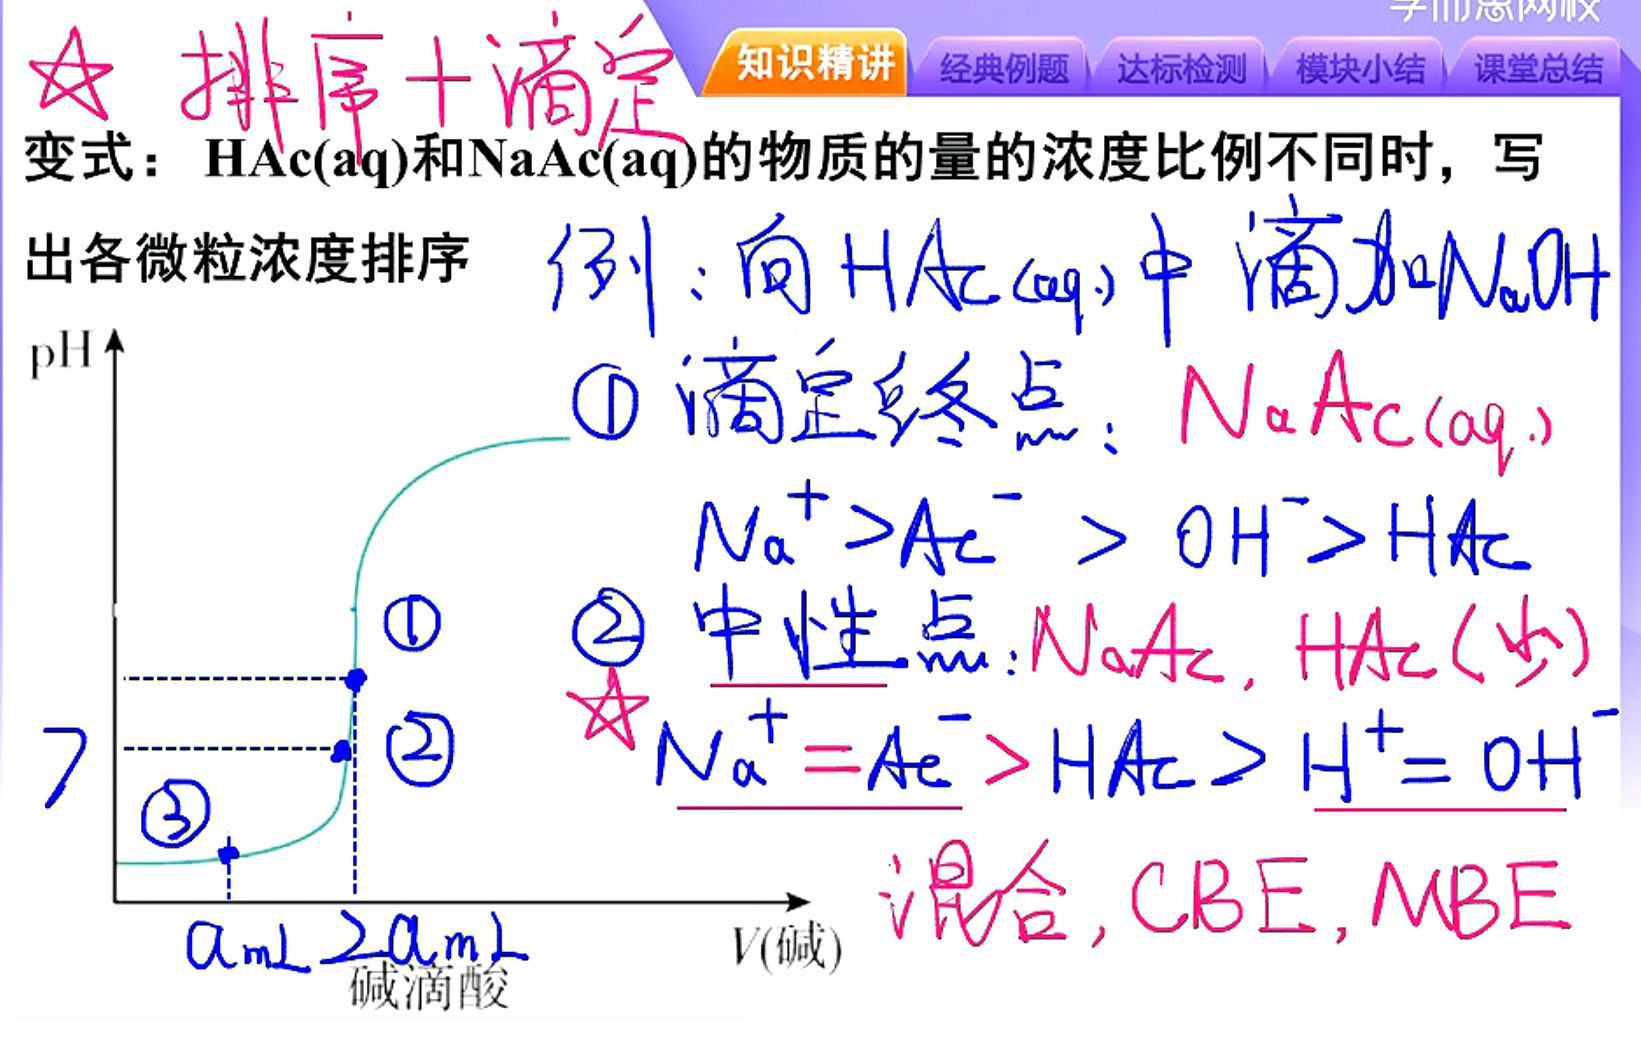 学而思网校
知识精讲 经典例题 达标检测 模块小结 课堂总结
☆ 排序+滴定
变式： HAc(aq)和NaAc(aq)的物质的量的浓度比例不同时，写
出各微粒浓度排序
例：向HAc(aq.)中滴加NaOH
① 滴定终点：NaAc(aq.)
Na⁺>Ac⁻ > OH⁻>HAc
② 中性点：NaAc, HAc(少)
☆ Na⁺=Ac⁻>HAc>H⁺=OH⁻
混合, CBE, MBE
pH
①
7 ②
③
amL 2amL
V(碱)
碱滴酸